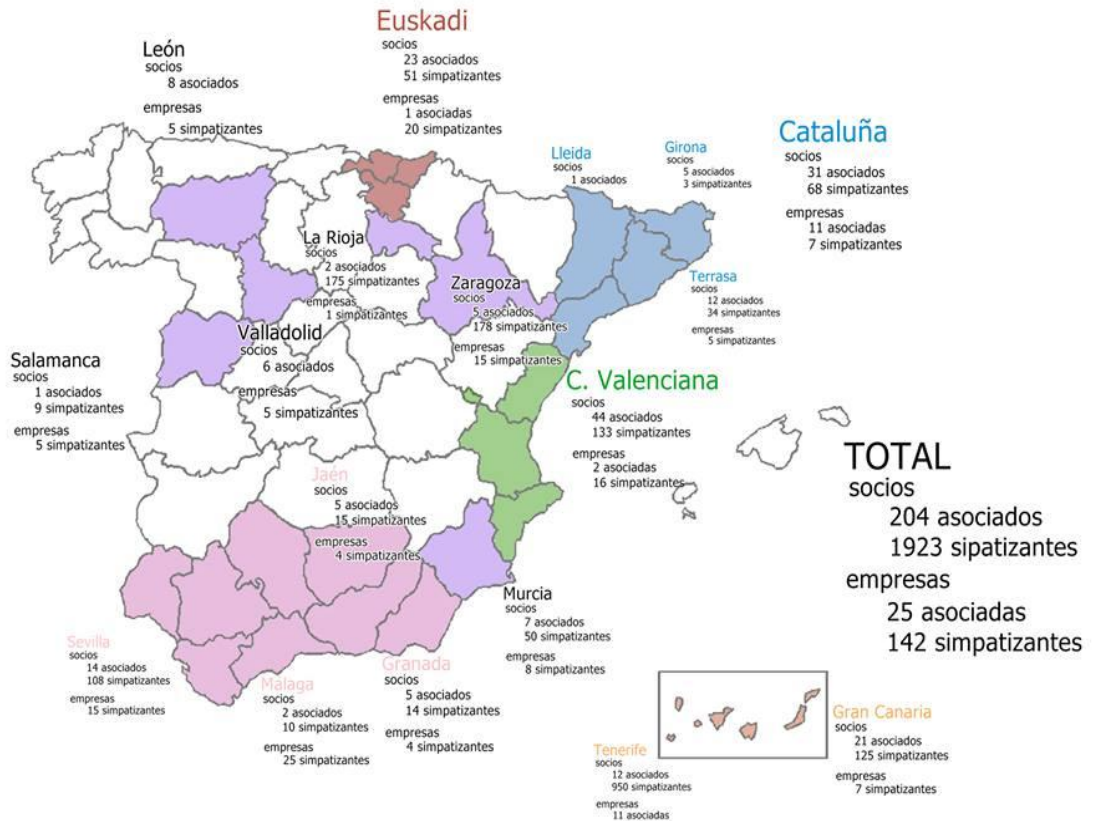 Euskadi
socios
23 asociados
51 simpatizantes
empresas
1 asociadas
20 simpatizantes
León
socios
8 asociados
empresas
5 simpatizantes
Cataluña
socios
31 asociados
68 simpatizantes
empresas
11 asociadas
7 simpatizantes
Lleida
socios
1 asociados
Girona
socios
5 asociados
3 simpatizantes
La Rioja
socios
2 asociados
175 simpatizantes
empresas
1 simpatizantes
Zaragoza
socios
5 asociados
178 simpatizantes
empresas
15 simpatizantes
Terrasa
socios
12 asociados
34 simpatizantes
empresas
5 simpatizantes
Valladolid
socios
6 asociados
empresas
5 simpatizantes
Salamanca
socios
1 asociados
9 simpatizantes
empresas
5 simpatizantes
C. Valenciana
socios
44 asociados
133 simpatizantes
empresas
2 asociadas
16 simpatizantes
TOTAL
socios
204 asociados
1923 sipatizantes
empresas
25 asociadas
142 simpatizantes
Jaén
socios
5 asociados
15 simpatizantes
empresas
4 simpatizantes
Murcia
socios
7 asociados
50 simpatizantes
empresas
8 simpatizantes
Sevilla
socios
14 asociados
108 simpatizantes
empresas
15 simpatizantes
Malaga
socios
2 asociados
10 simpatizantes
empresas
25 simpatizantes
Granada
socios
5 asociados
14 simpatizantes
empresas
4 simpatizantes
Tenerife
socios
12 asociados
950 simpatizantes
empresas
11 asociadas
Gran Canaria
socios
21 asociados
125 simpatizantes
empresas
7 simpatizantes